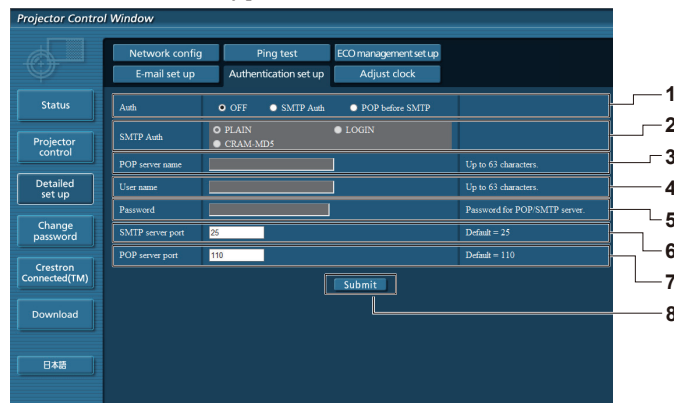 Projector Control Window
Network config
Ping test
ECO management set up
E-mail set up
Authentication set up
Adjust clock
Status
Projector
control
Detailed
set up
Change
password
Crestron
Connected(TM)
Download
日本語
Auth OFF SMTP Auth POP before SMTP
1
SMTP Auth PLAIN LOGIN
CRAM-MD5
2
POP server name Up to 63 characters.
3
User name Up to 63 characters.
4
Password Password for POP/SMTP server.
5
SMTP server port 25 Default = 25
6
POP server port 110 Default = 110
7
Submit
8